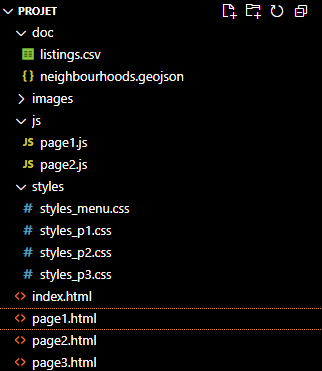 PROJET
doc
listings.csv
{} neighbourhoods.geojson
images
js
JS page1.js
JS page2.js
styles
# styles_menu.css
# styles_p1.css
# styles_p2.css
# styles_p3.css
<> index.html
<> page1.html
<> page2.html
<> page3.html